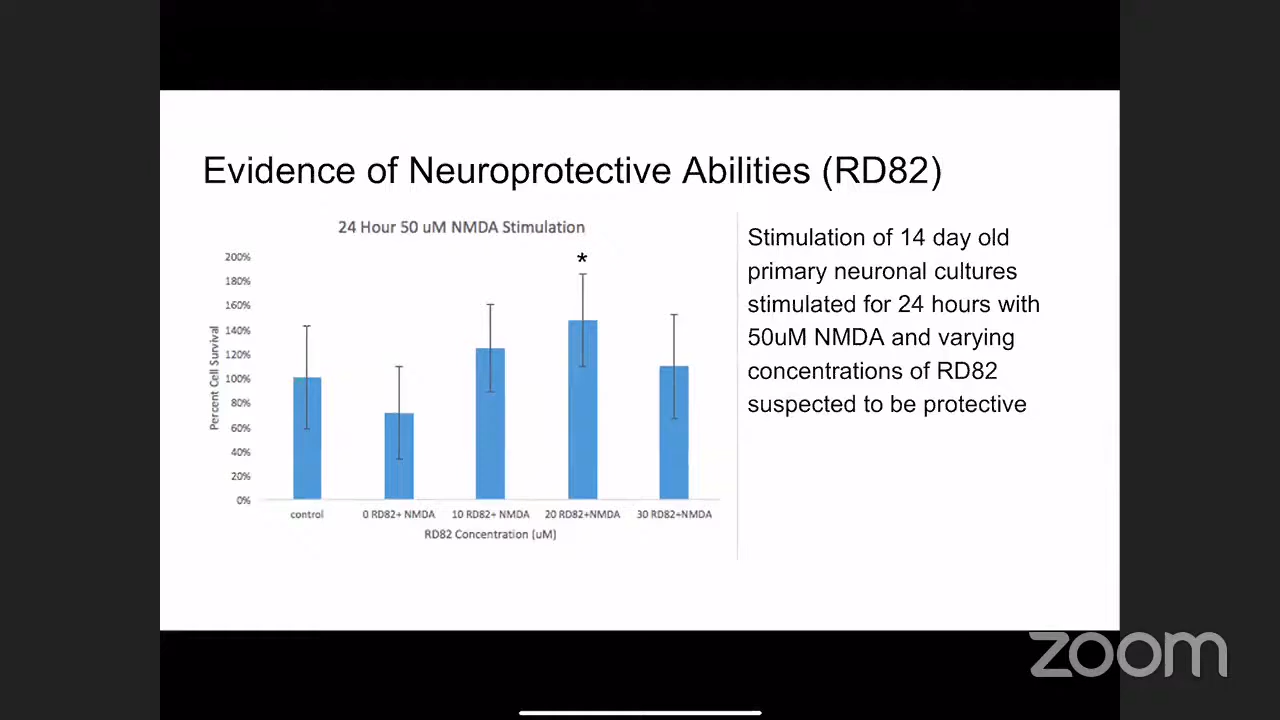 Evidence of Neuroprotective Abilities (RD82)
24 Hour 50 uM NMDA Stimulation
*
200%
180%
160%
140%
120%
100%
80%
60%
40%
20%
0%
Percent Cell Survival
control
0 RD82+ NMDA
10 RD82+ NMDA
20 RD82+NMDA
30 RD82+NMDA
RD82 Concentration (uM)
Stimulation of 14 day old
primary neuronal cultures
stimulated for 24 hours with
50uM NMDA and varying
concentrations of RD82
suspected to be protective
zoom